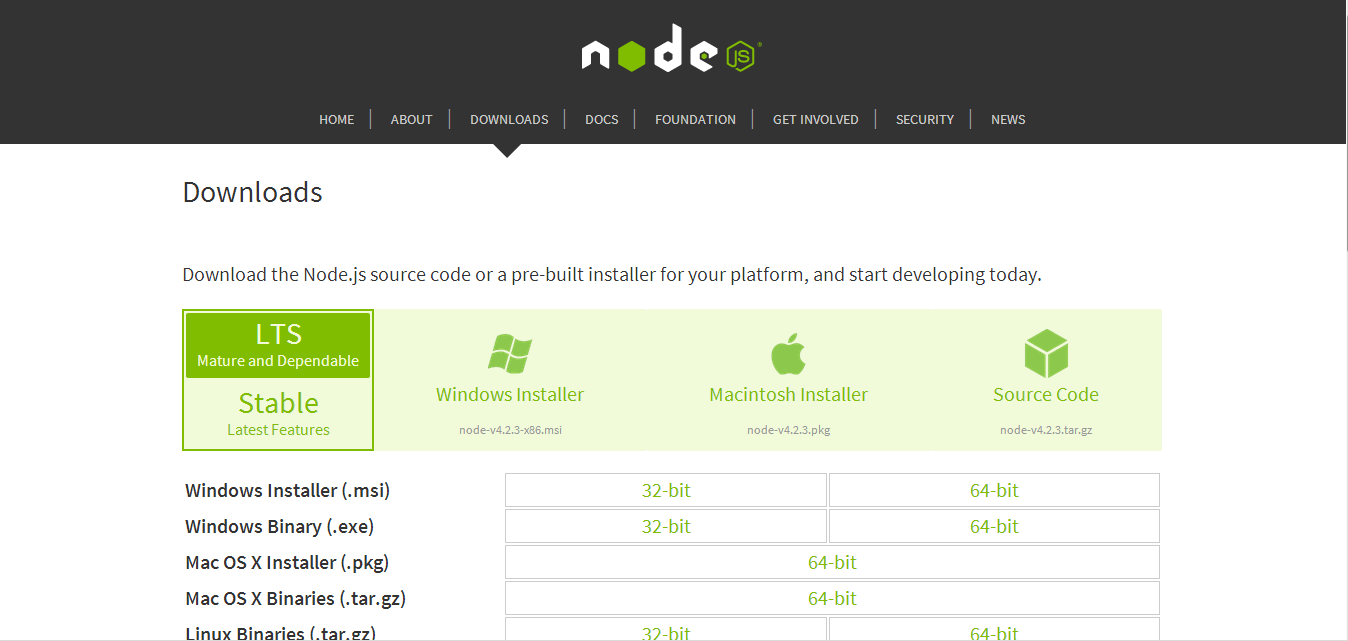 node JS ®
HOME ABOUT DOWNLOADS DOCS FOUNDATION GET INVOLVED SECURITY NEWS
Downloads
Download the Node.js source code or a pre-built installer for your platform, and start developing today.
LTS
Mature and Dependable
Stable
Latest Features
Windows Installer
node-v4.2.3-x86.msi
Macintosh Installer
node-v4.2.3.pkg
Source Code
node-v4.2.3.tar.gz
Windows Installer (.msi) 32-bit 64-bit
Windows Binary (.exe) 32-bit 64-bit
Mac OS X Installer (.pkg) 64-bit
Mac OS X Binaries (.tar.gz) 64-bit
Linux Binaries (.tar.gz) 32-bit 64-bit